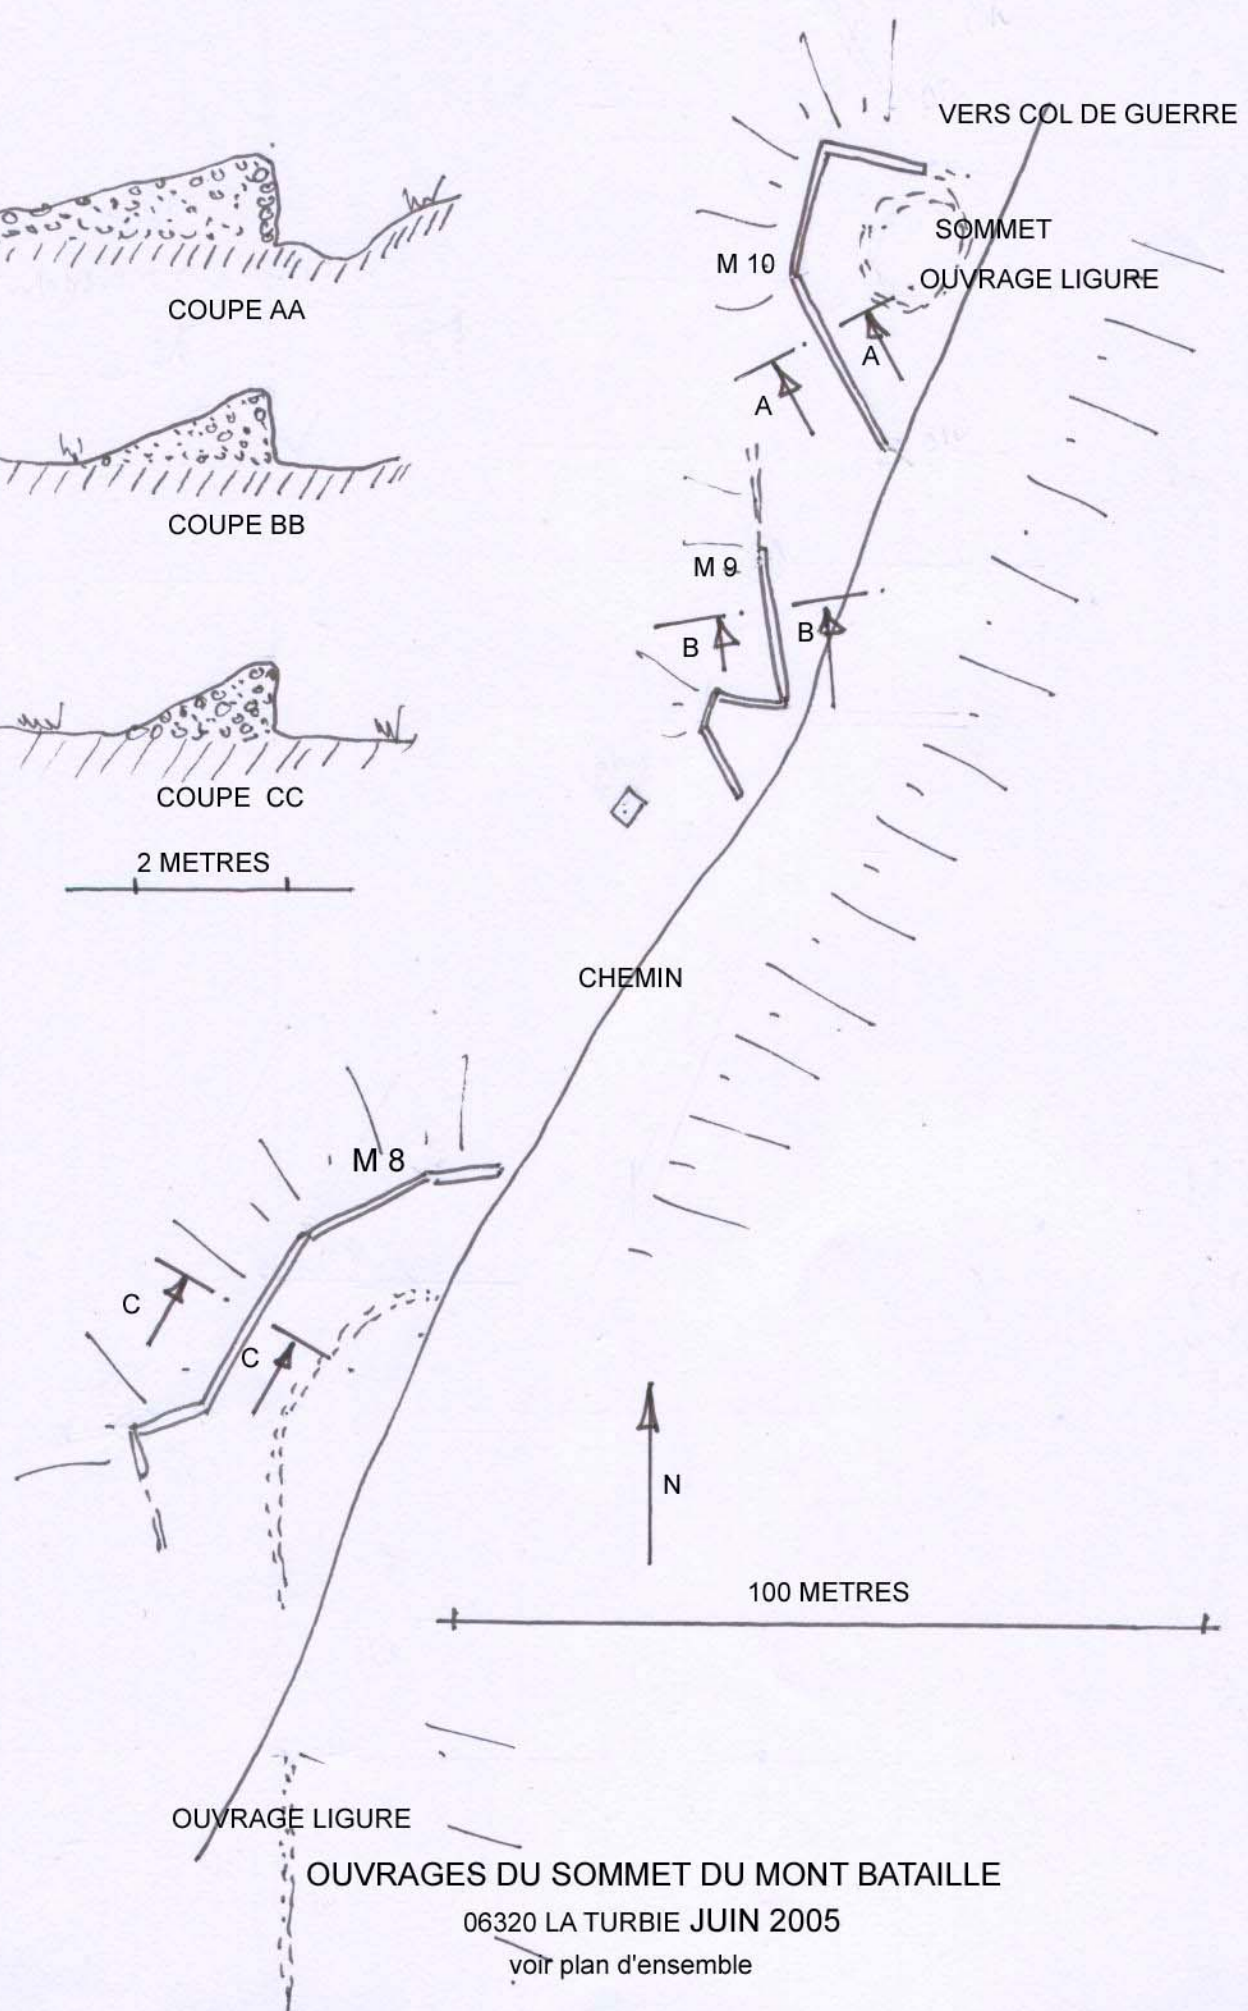 VERS COL DE GUERRE
SOMMET
M 10
OUVRAGE LIGURE
COUPE AA
A
A
COUPE BB
M 9
B
B
COUPE CC
2 METRES
CHEMIN
M 8
C
C
N
100 METRES
OUVRAGE LIGURE
OUVRAGES DU SOMMET DU MONT BATAILLE
06320 LA TURBIE JUIN 2005
voir plan d'ensemble